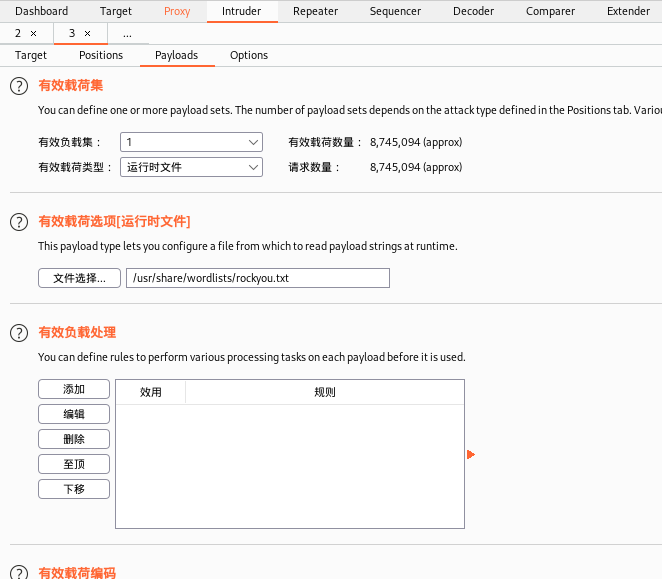 Dashboard Target Proxy Intruder Repeater Sequencer Decoder Comparer Extender
2 × 3 × ...
Target Positions Payloads Options
? 有效载荷集
You can define one or more payload sets. The number of payload sets depends on the attack type defined in the Positions tab. Variou
有效负载集： 1 有效载荷数量： 8,745,094 (approx)
有效载荷类型： 运行时文件 请求数量： 8,745,094 (approx)
? 有效载荷选项[运行时文件]
This payload type lets you configure a file from which to read payload strings at runtime.
文件选择... /usr/share/wordlists/rockyou.txt
? 有效负载处理
You can define rules to perform various processing tasks on each payload before it is used.
添加 效用 规则
编辑
删除
至顶
下移
? 有效载荷编码